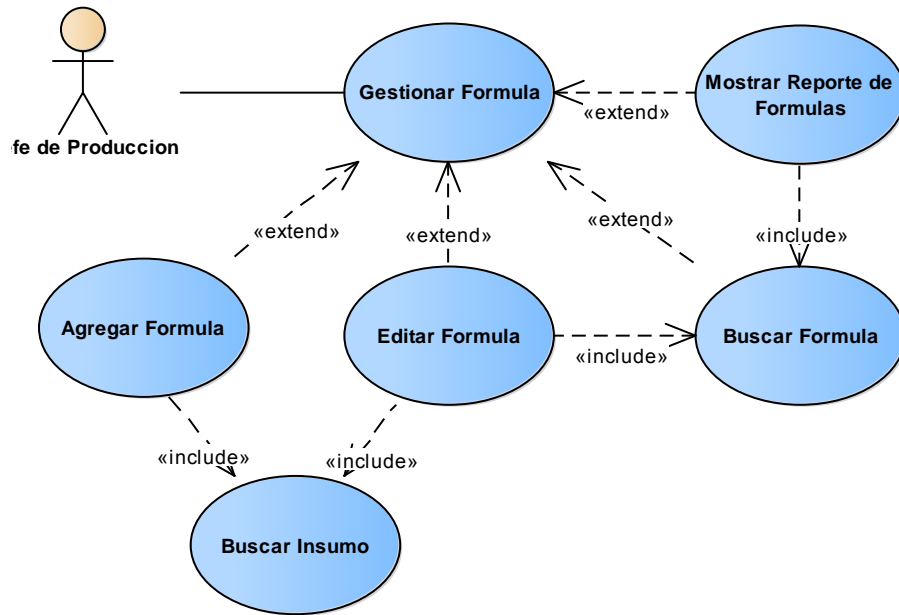 Gestionar Formula
Mostrar Reporte de
Formulas
«extend»
fe de Produccion
«extend»
«extend»
«extend»
«include»
Agregar Formula
Editar Formula
Buscar Formula
«include»
«include»
«include»
Buscar Insumo